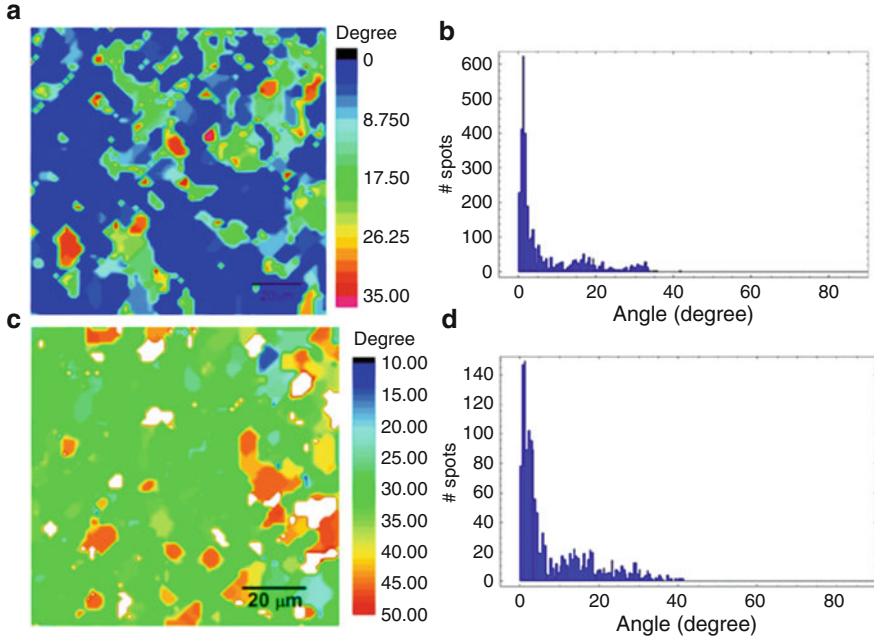 a
Degree
0
8.750
17.50
26.25
35.00
20 μm
b
# spots
600
500
400
300
200
100
0
0 20 40 60 80
Angle (degree)
c
Degree
10.00
15.00
20.00
25.00
30.00
35.00
40.00
45.00
50.00
20 μm
d
# spots
140
120
100
80
60
40
20
0
0 20 40 60 80
Angle (degree)